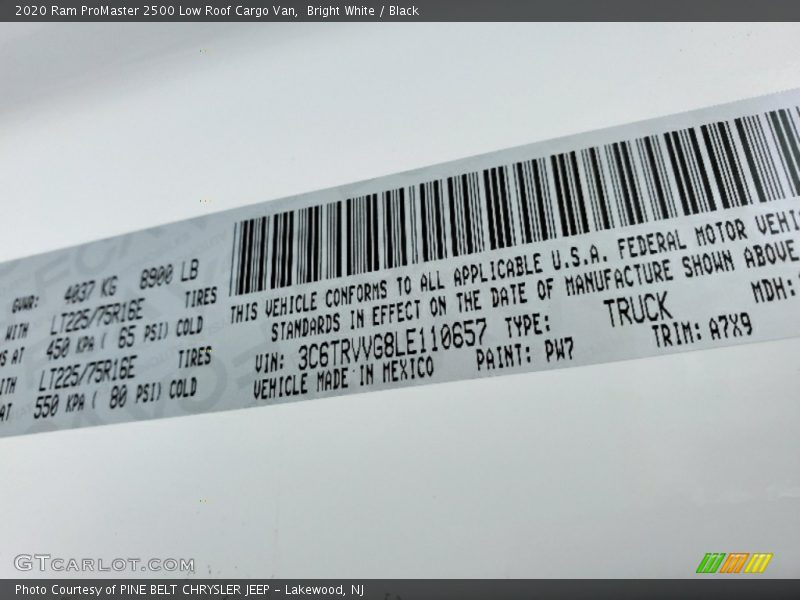 2020 Ram ProMaster 2500 Low Roof Cargo Van,  Bright White / Black
GVWR: 4037 KG 8900 LB
WITH LT225/75R16E TIRES
AT 450 KPA ( 65 PSI) COLD
LT225/75R16E TIRES
AT 550 KPA ( 80 PSI) COLD
THIS VEHICLE CONFORMS TO ALL APPLICABLE U.S.A. FEDERAL MOTOR
STANDARDS IN EFFECT ON THE DATE OF MANUFACTURE SHOWN ABOVE.
VIN: 3C6TRVVG8LE110657 TYPE: TRUCK MDH:
VEHICLE MADE IN MEXICO PAINT: PW7 TRIM: A7X9
GTCARLOT.COM
Photo Courtesy of PINE BELT CHRYSLER JEEP – Lakewood, NJ